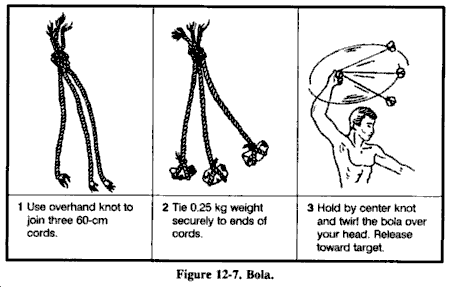 1 Use overhand knot to
join three 60-cm
cords.
2 Tie 0.25 kg weight
securely to ends of
cords.
3 Hold by center knot
and twirl the bola over
your head. Release
toward target.
Figure 12-7. Bola.